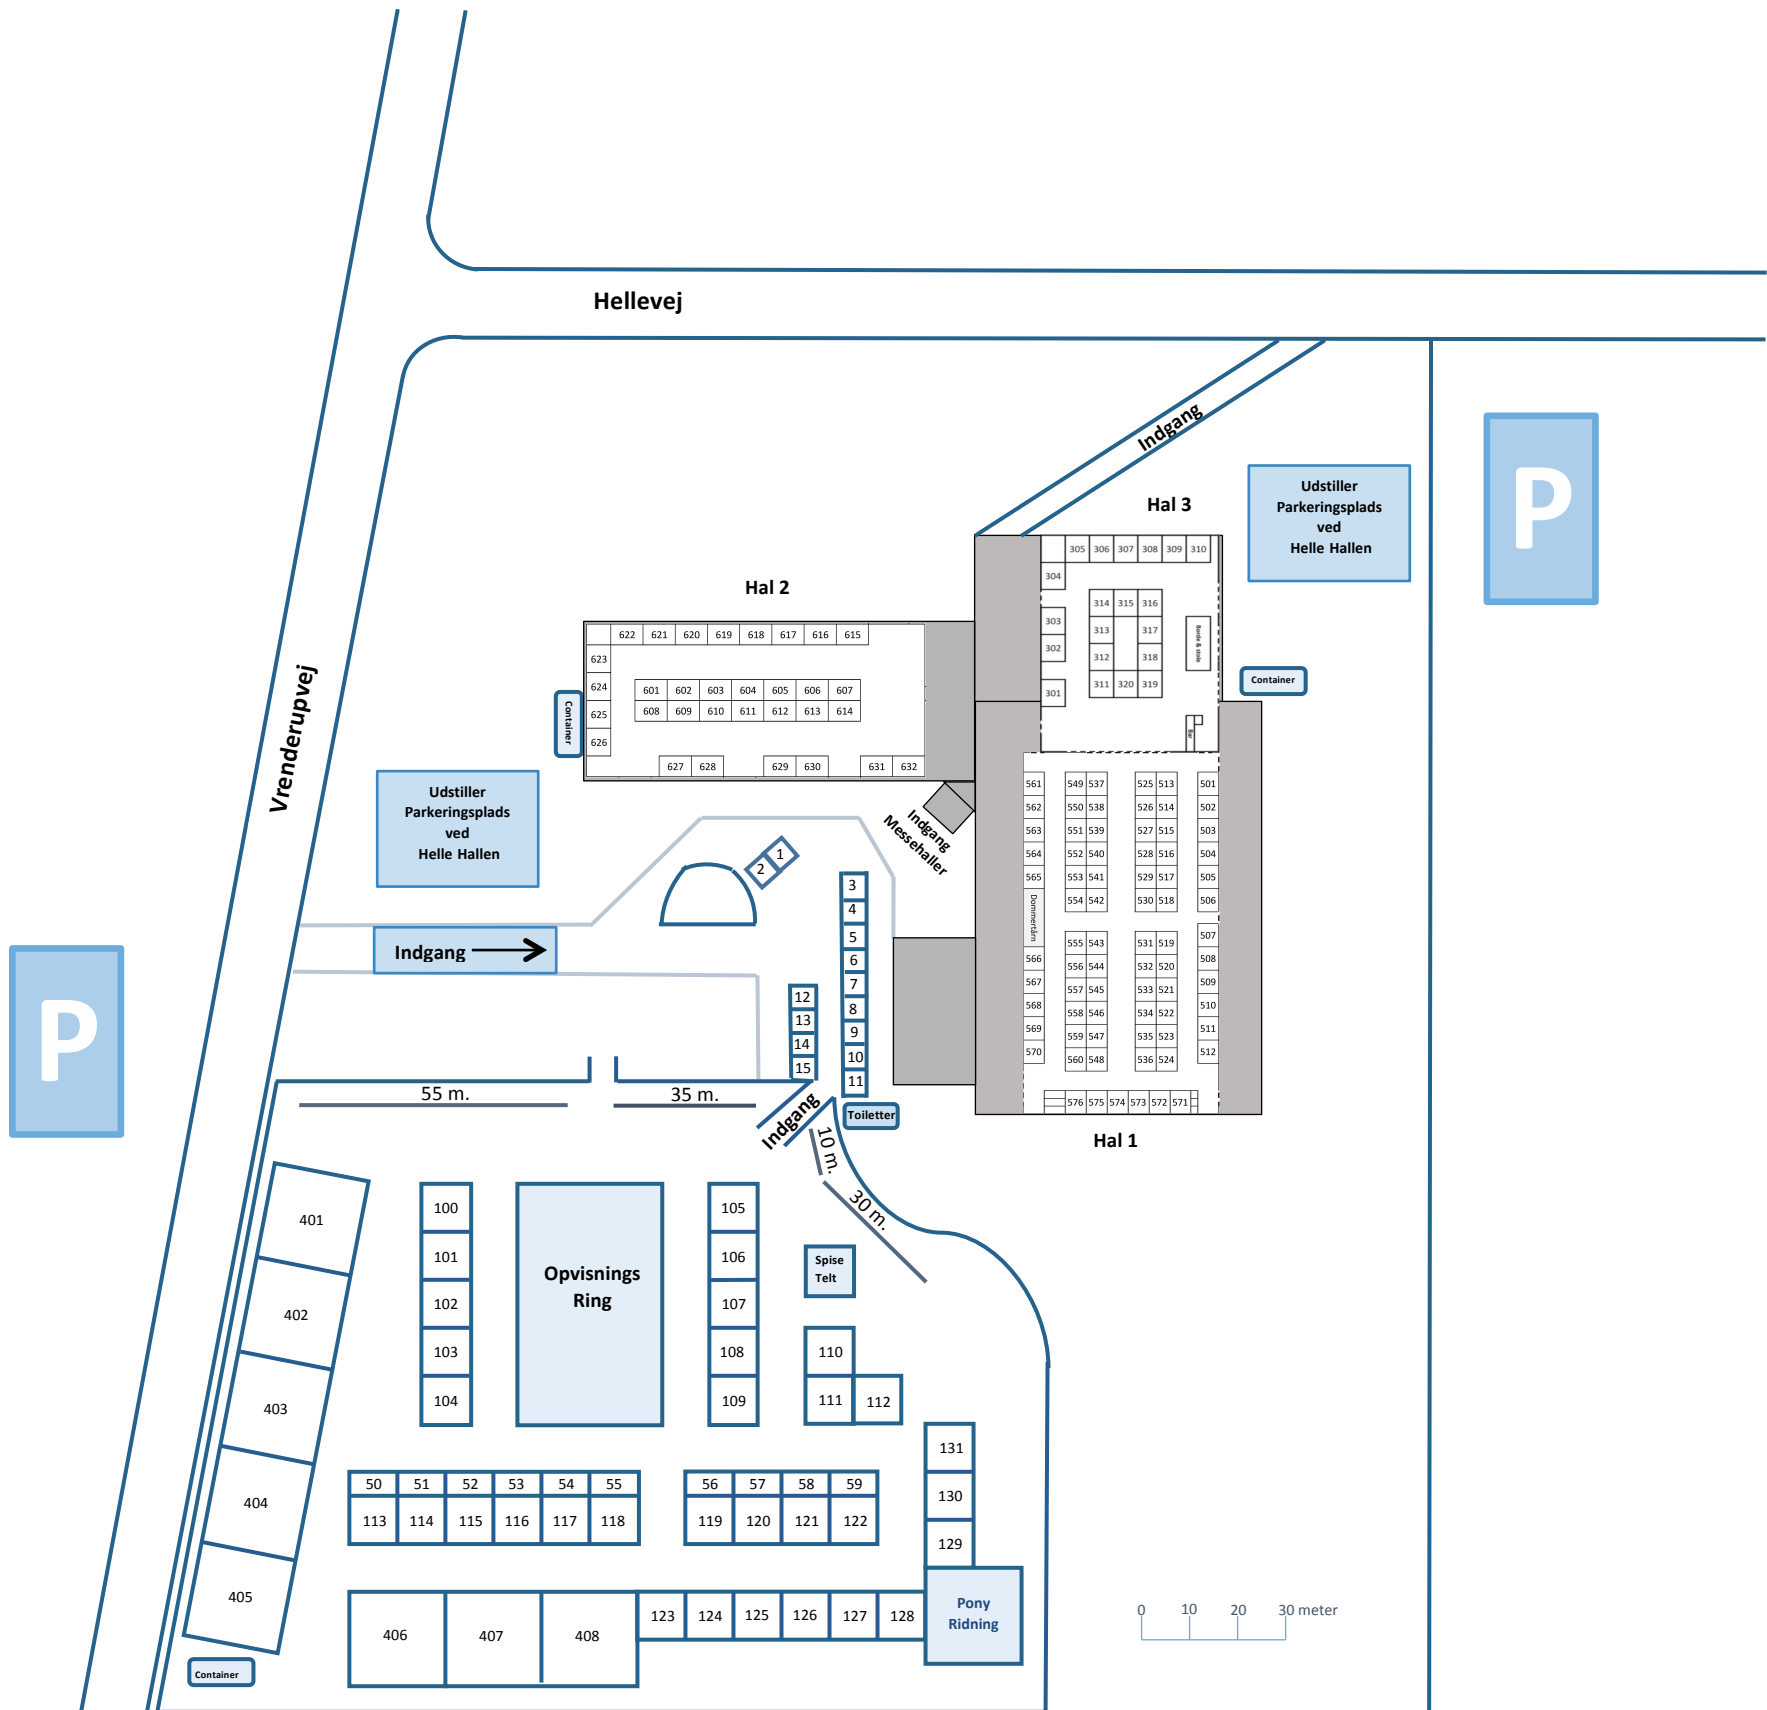 Hellevej
Vrenderupvej
Indgang
P
Udstiller
Parkeringsplads
ved
Helle Hallen
Hal 3
305 306 307 308 309 310
304
303
302
301
314 315 316
313 317
312 318
311 320 319
Borde & stole
Bar
Container
Hal 2
622 621 620 619 618 617 616 615
623
624
625
626
601 602 603 604 605 606 607
608 609 610 611 612 613 614
627 628 629 630 631 632
Container
Udstiller
Parkeringsplads
ved
Helle Hallen
Indgang
Messehaller
561 549 537 525 513 501
562 550 538 526 514 502
563 551 539 527 515 503
564 552 540 528 516 504
565 553 541 529 517 505
554 542 530 518 506
Dommertårn
555 543 531 519 507
566 556 544 532 520 508
567 557 545 533 521 509
568 558 546 534 522 510
569 559 547 535 523 511
570 560 548 536 524 512
576 575 574 573 572 571
Hal 1
1
2
3
4
5
6
7
8
9
10
11
12
13
14
15
Indgang
P
55 m.
35 m.
Indgang
Toiletter
10 m.
30 m.
401
402
403
404
405
100
101
102
103
104
Opvisnings
Ring
105
106
107
108
109
Spise
Telt
110
111 112
131
130
129
50 51 52 53 54 55
113 114 115 116 117 118
56 57 58 59
119 120 121 122
406 407 408
123 124 125 126 127 128
Pony
Ridning
Container
0 10 20 30 meter